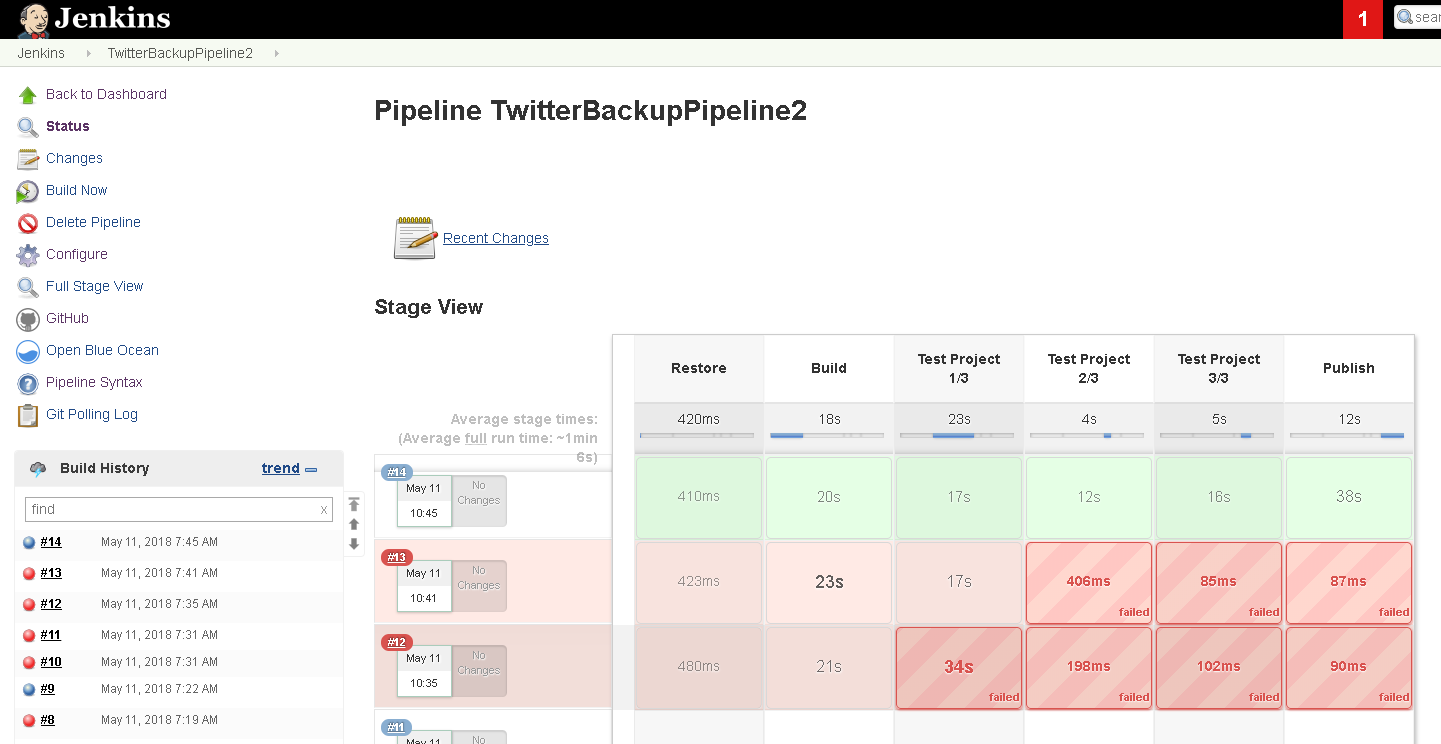 Jenkins
1
sear
Jenkins TwitterBackupPipeline2
Back to Dashboard
Status
Changes
Build Now
Delete Pipeline
Configure
Full Stage View
GitHub
Open Blue Ocean
Pipeline Syntax
Git Polling Log
Build History trend
find x
#14 May 11, 2018 7:45 AM
#13 May 11, 2018 7:41 AM
#12 May 11, 2018 7:35 AM
#11 May 11, 2018 7:31 AM
#10 May 11, 2018 7:31 AM
#9 May 11, 2018 7:22 AM
#8 May 11, 2018 7:19 AM
Pipeline TwitterBackupPipeline2
Recent Changes
Stage View
Restore Build Test Project 1/3 Test Project 2/3 Test Project 3/3 Publish
Average stage times:
(Average full run time: ~1min
6s)
420ms 18s 23s 4s 5s 12s
#14
May 11
10:45
No
Changes
410ms 20s 17s 12s 16s 38s
#13
May 11
10:41
No
Changes
423ms 23s 17s 406ms 85ms 87ms
failed failed failed
#12
May 11
10:35
No
Changes
480ms 21s 34s 198ms 102ms 90ms
failed failed failed failed
#11
May 11
No